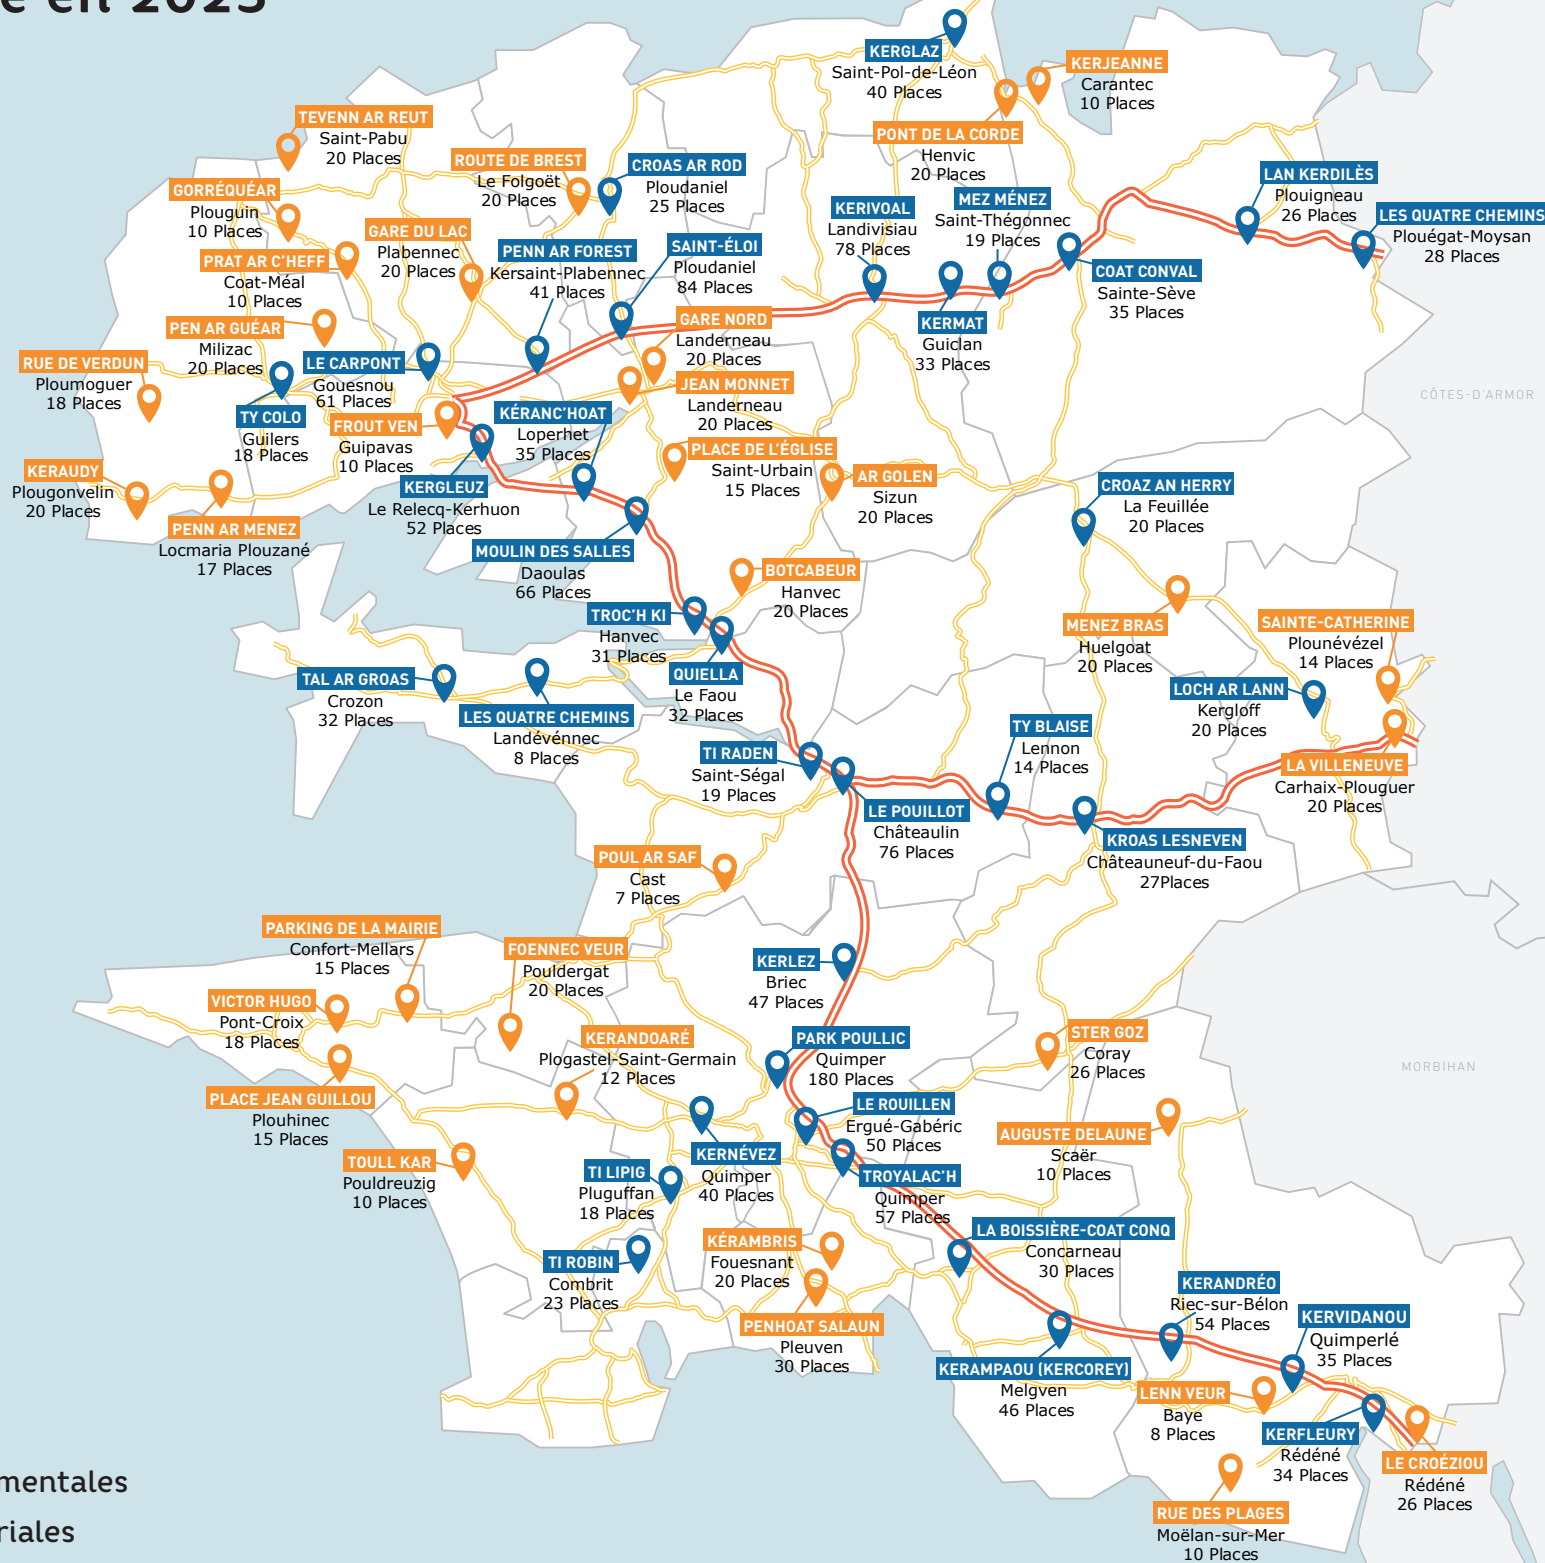 e en 2023
KERGLAZ
Saint-Pol-de-Léon
40 Places
KERJEANNE
Carantec
10 Places
TEVENN AR REUT
Saint-Pabu
20 Places
PONT DE LA CORDE
Henvic
20 Places
ROUTE DE BREST
Le Folgoët
20 Places
CROAS AR ROD
Ploudaniel
25 Places
LAN KERDILÈS
Plouigneau
26 Places
GORRÉQUÉAR
Plouguin
10 Places
MEZ MÉNEZ
Saint-Thégonnec
19 Places
KERIVOAL
Landivisiau
78 Places
LES QUATRE CHEMINS
Plouégat-Moysan
28 Places
GARE DU LAC
Plabennec
20 Places
PENN AR FOREST
Kersaint-Plabennec
41 Places
SAINT-ÉLOI
Ploudaniel
84 Places
PRAT AR C'HEFF
Coat-Méal
10 Places
COAT CONVAL
Sainte-Sève
35 Places
PEN AR GUÉAR
Milizac
20 Places
GARE NORD
Landerneau
20 Places
KERMAT
Guiclan
33 Places
RUE DE VERDUN
Ploumoguer
18 Places
LE CARPONT
Gouesnou
61 Places
JEAN MONNET
Landerneau
20 Places
CÔTES-D'ARMOR
TY COLO
Guilers
18 Places
FROUT VEN
Guipavas
10 Places
KÉRANC'HOAT
Loperhet
35 Places
PLACE DE L'ÉGLISE
Saint-Urbain
15 Places
KERAUDY
Plougonvelin
20 Places
AR GOLEN
Sizun
20 Places
KERGLEUZ
Le Relecq-Kerhuon
52 Places
CROAZ AN HERRY
La Feuillée
20 Places
PENN AR MENEZ
Locmaria Plouzané
17 Places
MOULIN DES SALLES
Daoulas
66 Places
BOTCABEUR
Hanvec
20 Places
TROC'H KI
Hanvec
31 Places
MENEZ BRAS
Huelgoat
20 Places
SAINTE-CATHERINE
Plounévézel
14 Places
TAL AR GROAS
Crozon
32 Places
QUIELLA
Le Faou
32 Places
LOCH AR LANN
Kergloff
20 Places
LES QUATRE CHEMINS
Landévénnec
8 Places
TY BLAISE
Lennon
14 Places
TI RADEN
Saint-Ségal
19 Places
LA VILLENEUVE
Carhaix-Plouguer
20 Places
LE POUILLOT
Châteaulin
76 Places
KROAS LESNEVEN
Châteauneuf-du-Faou
27Places
POUL AR SAF
Cast
7 Places
PARKING DE LA MAIRIE
Confort-Mellars
15 Places
FOENNEC VEUR
Pouldergat
20 Places
KERLEZ
Briec
47 Places
VICTOR HUGO
Pont-Croix
18 Places
KERANDOARÉ
Plogastel-Saint-Germain
12 Places
PARK POULLIC
Quimper
180 Places
STER GOZ
Coray
26 Places
MORBIHAN
PLACE JEAN GUILLOU
Plouhinec
15 Places
LE ROUILLEN
Ergué-Gabéric
50 Places
AUGUSTE DELAUNE
Scaër
10 Places
TOULL KAR
Pouldreuzig
10 Places
KERNÉVEZ
Quimper
40 Places
TI LIPIG
Pluguffan
18 Places
TROYALAC'H
Quimper
57 Places
LA BOISSIÈRE-COAT CONQ
Concarneau
30 Places
KÉRAMBRIS
Fouesnant
20 Places
TI ROBIN
Combrit
23 Places
KERANDRÉO
Riec-sur-Bélon
54 Places
KERVIDANOU
Quimperlé
35 Places
PENHOAT SALAUN
Pleuven
30 Places
KERAMPAOU (KERCOREY)
Melgven
46 Places
LENN VEUR
Baye
8 Places
KERFLEURY
Rédéné
34 Places
LE CROÉZIOU
Rédéné
26 Places
RUE DES PLAGES
Moëlan-sur-Mer
10 Places
mentales
riales